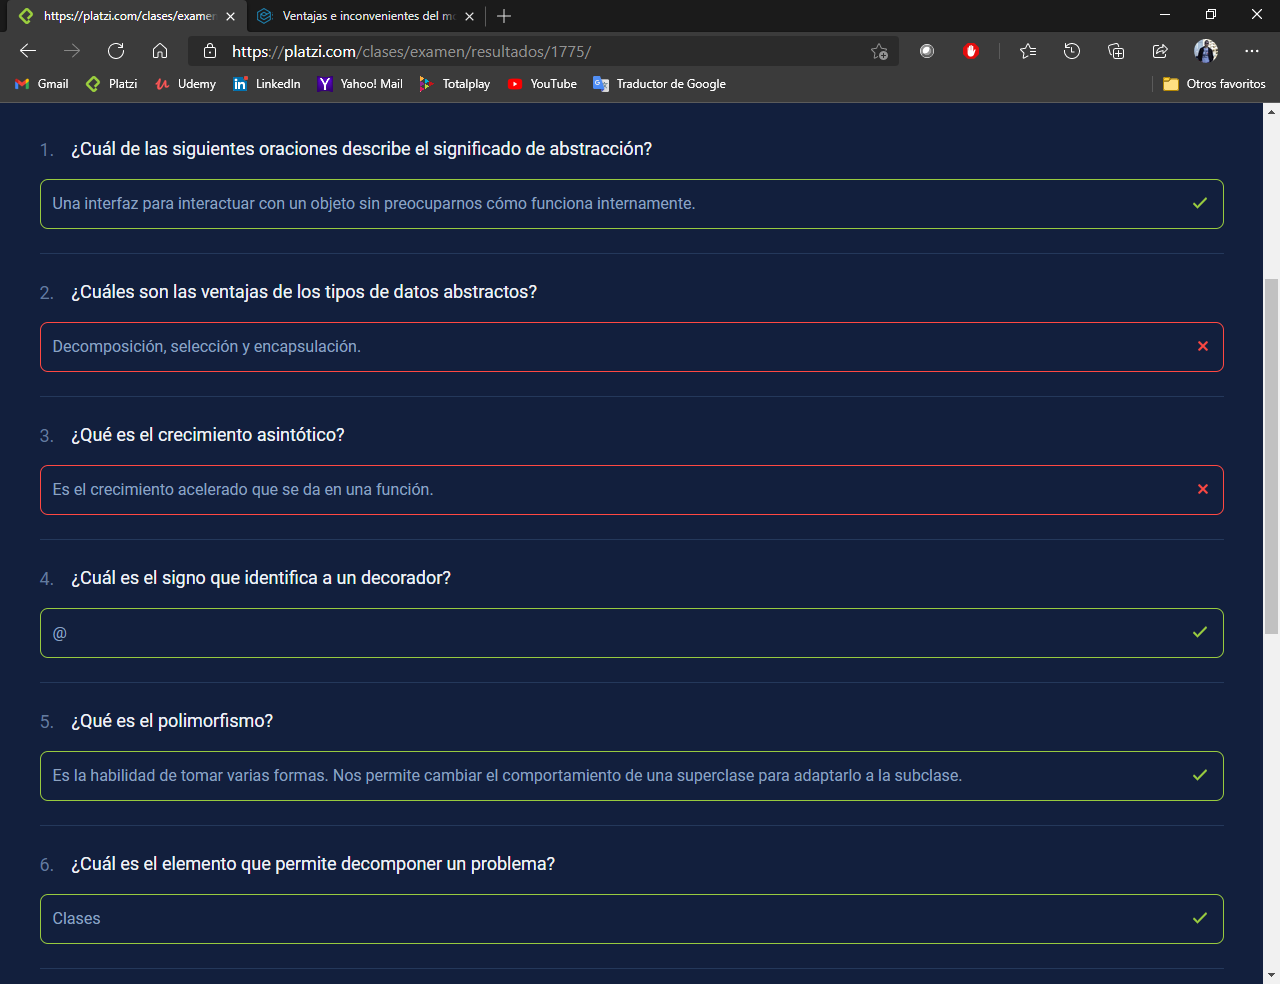 https://platzi.com/clases/examen
Ventajas e inconvenientes del mo
https://platzi.com/clases/examen/resultados/1775/
Gmail Platzi Udemy LinkedIn Yahoo! Mail Totalplay YouTube Traductor de Google Otros favoritos
1. ¿Cuál de las siguientes oraciones describe el significado de abstracción?
Una interfaz para interactuar con un objeto sin preocuparnos cómo funciona internamente.
2. ¿Cuáles son las ventajas de los tipos de datos abstractos?
Decomposición, selección y encapsulación.
3. ¿Qué es el crecimiento asintótico?
Es el crecimiento acelerado que se da en una función.
4. ¿Cuál es el signo que identifica a un decorador?
@
5. ¿Qué es el polimorfismo?
Es la habilidad de tomar varias formas. Nos permite cambiar el comportamiento de una superclase para adaptarlo a la subclase.
6. ¿Cuál es el elemento que permite decomponer un problema?
Clases